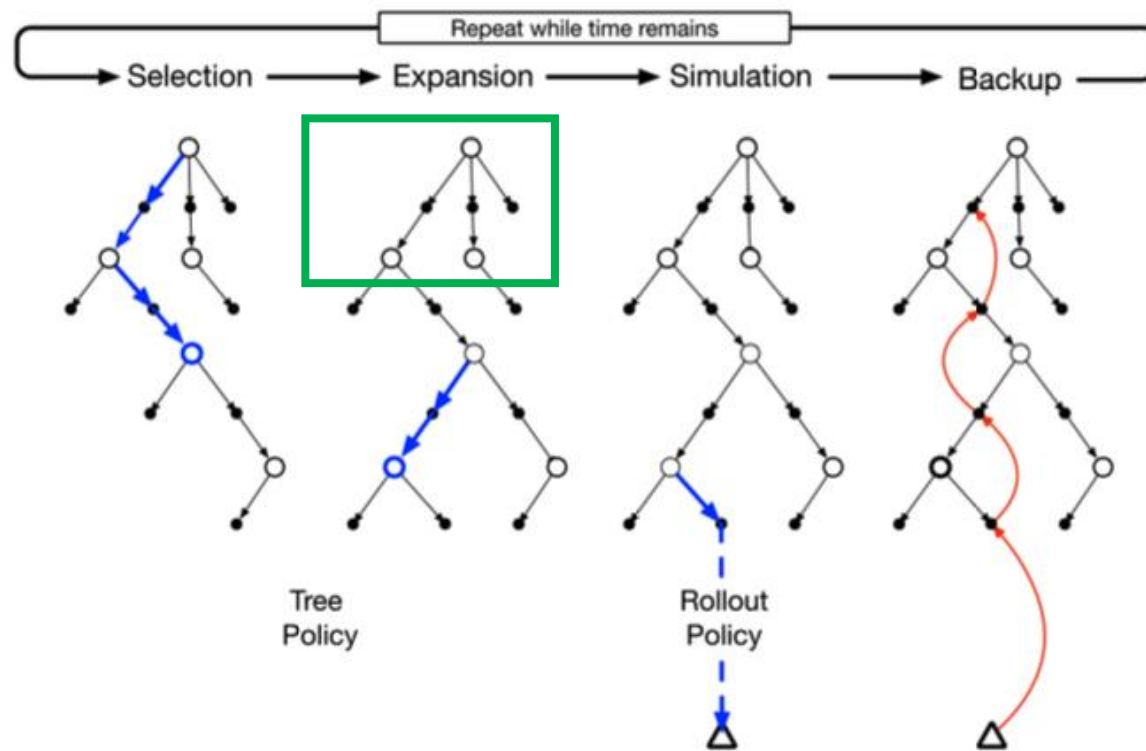 Repeat while time remains
Selection
Expansion
Simulation
Backup
Tree
Policy
Rollout
Policy